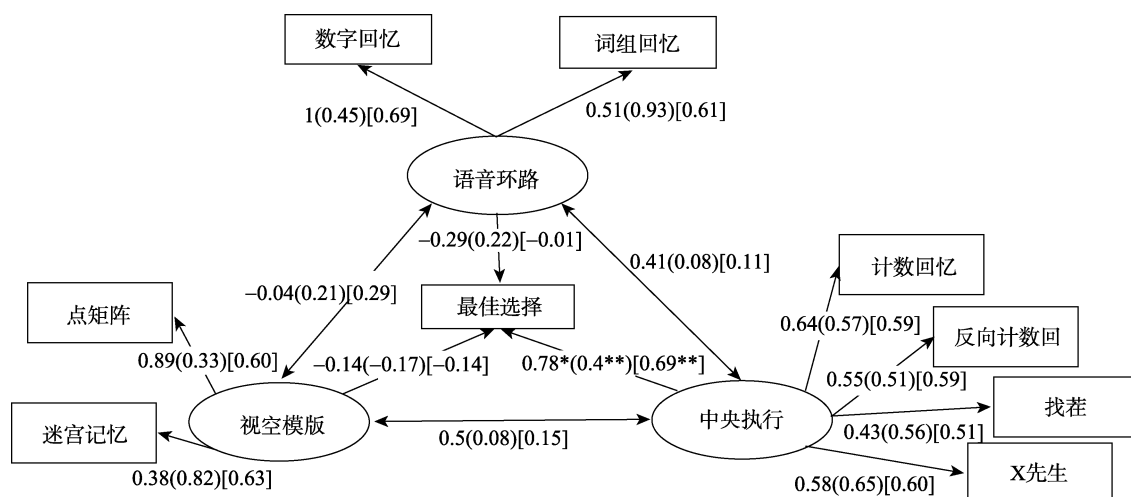 数字回忆
词组回忆
1(0.45)[0.69]
0.51(0.93)[0.61]
语音环路
−0.29(0.22)[−0.01]
0.41(0.08)[0.11]
计数回忆
−0.04(0.21)[0.29]
点矩阵
最佳选择
0.64(0.57)[0.59]
反向计数回
0.89(0.33)[0.60]
−0.14(−0.17)[−0.14]
0.78*(0.4**)[0.69**]
0.55(0.51)[0.59]
找茬
迷宫记忆
视空模版
中央执行
0.5(0.08)[0.15]
0.43(0.56)[0.51]
0.38(0.82)[0.63]
0.58(0.65)[0.60]
X先生